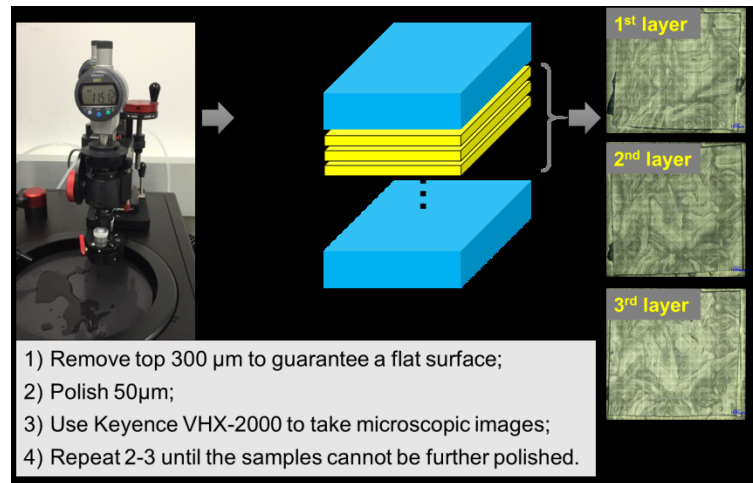 1st layer
2nd layer
3rd layer
1) Remove top 300 µm to guarantee a flat surface;
2) Polish 50µm;
3) Use Keyence VHX-2000 to take microscopic images;
4) Repeat 2-3 until the samples cannot be further polished.